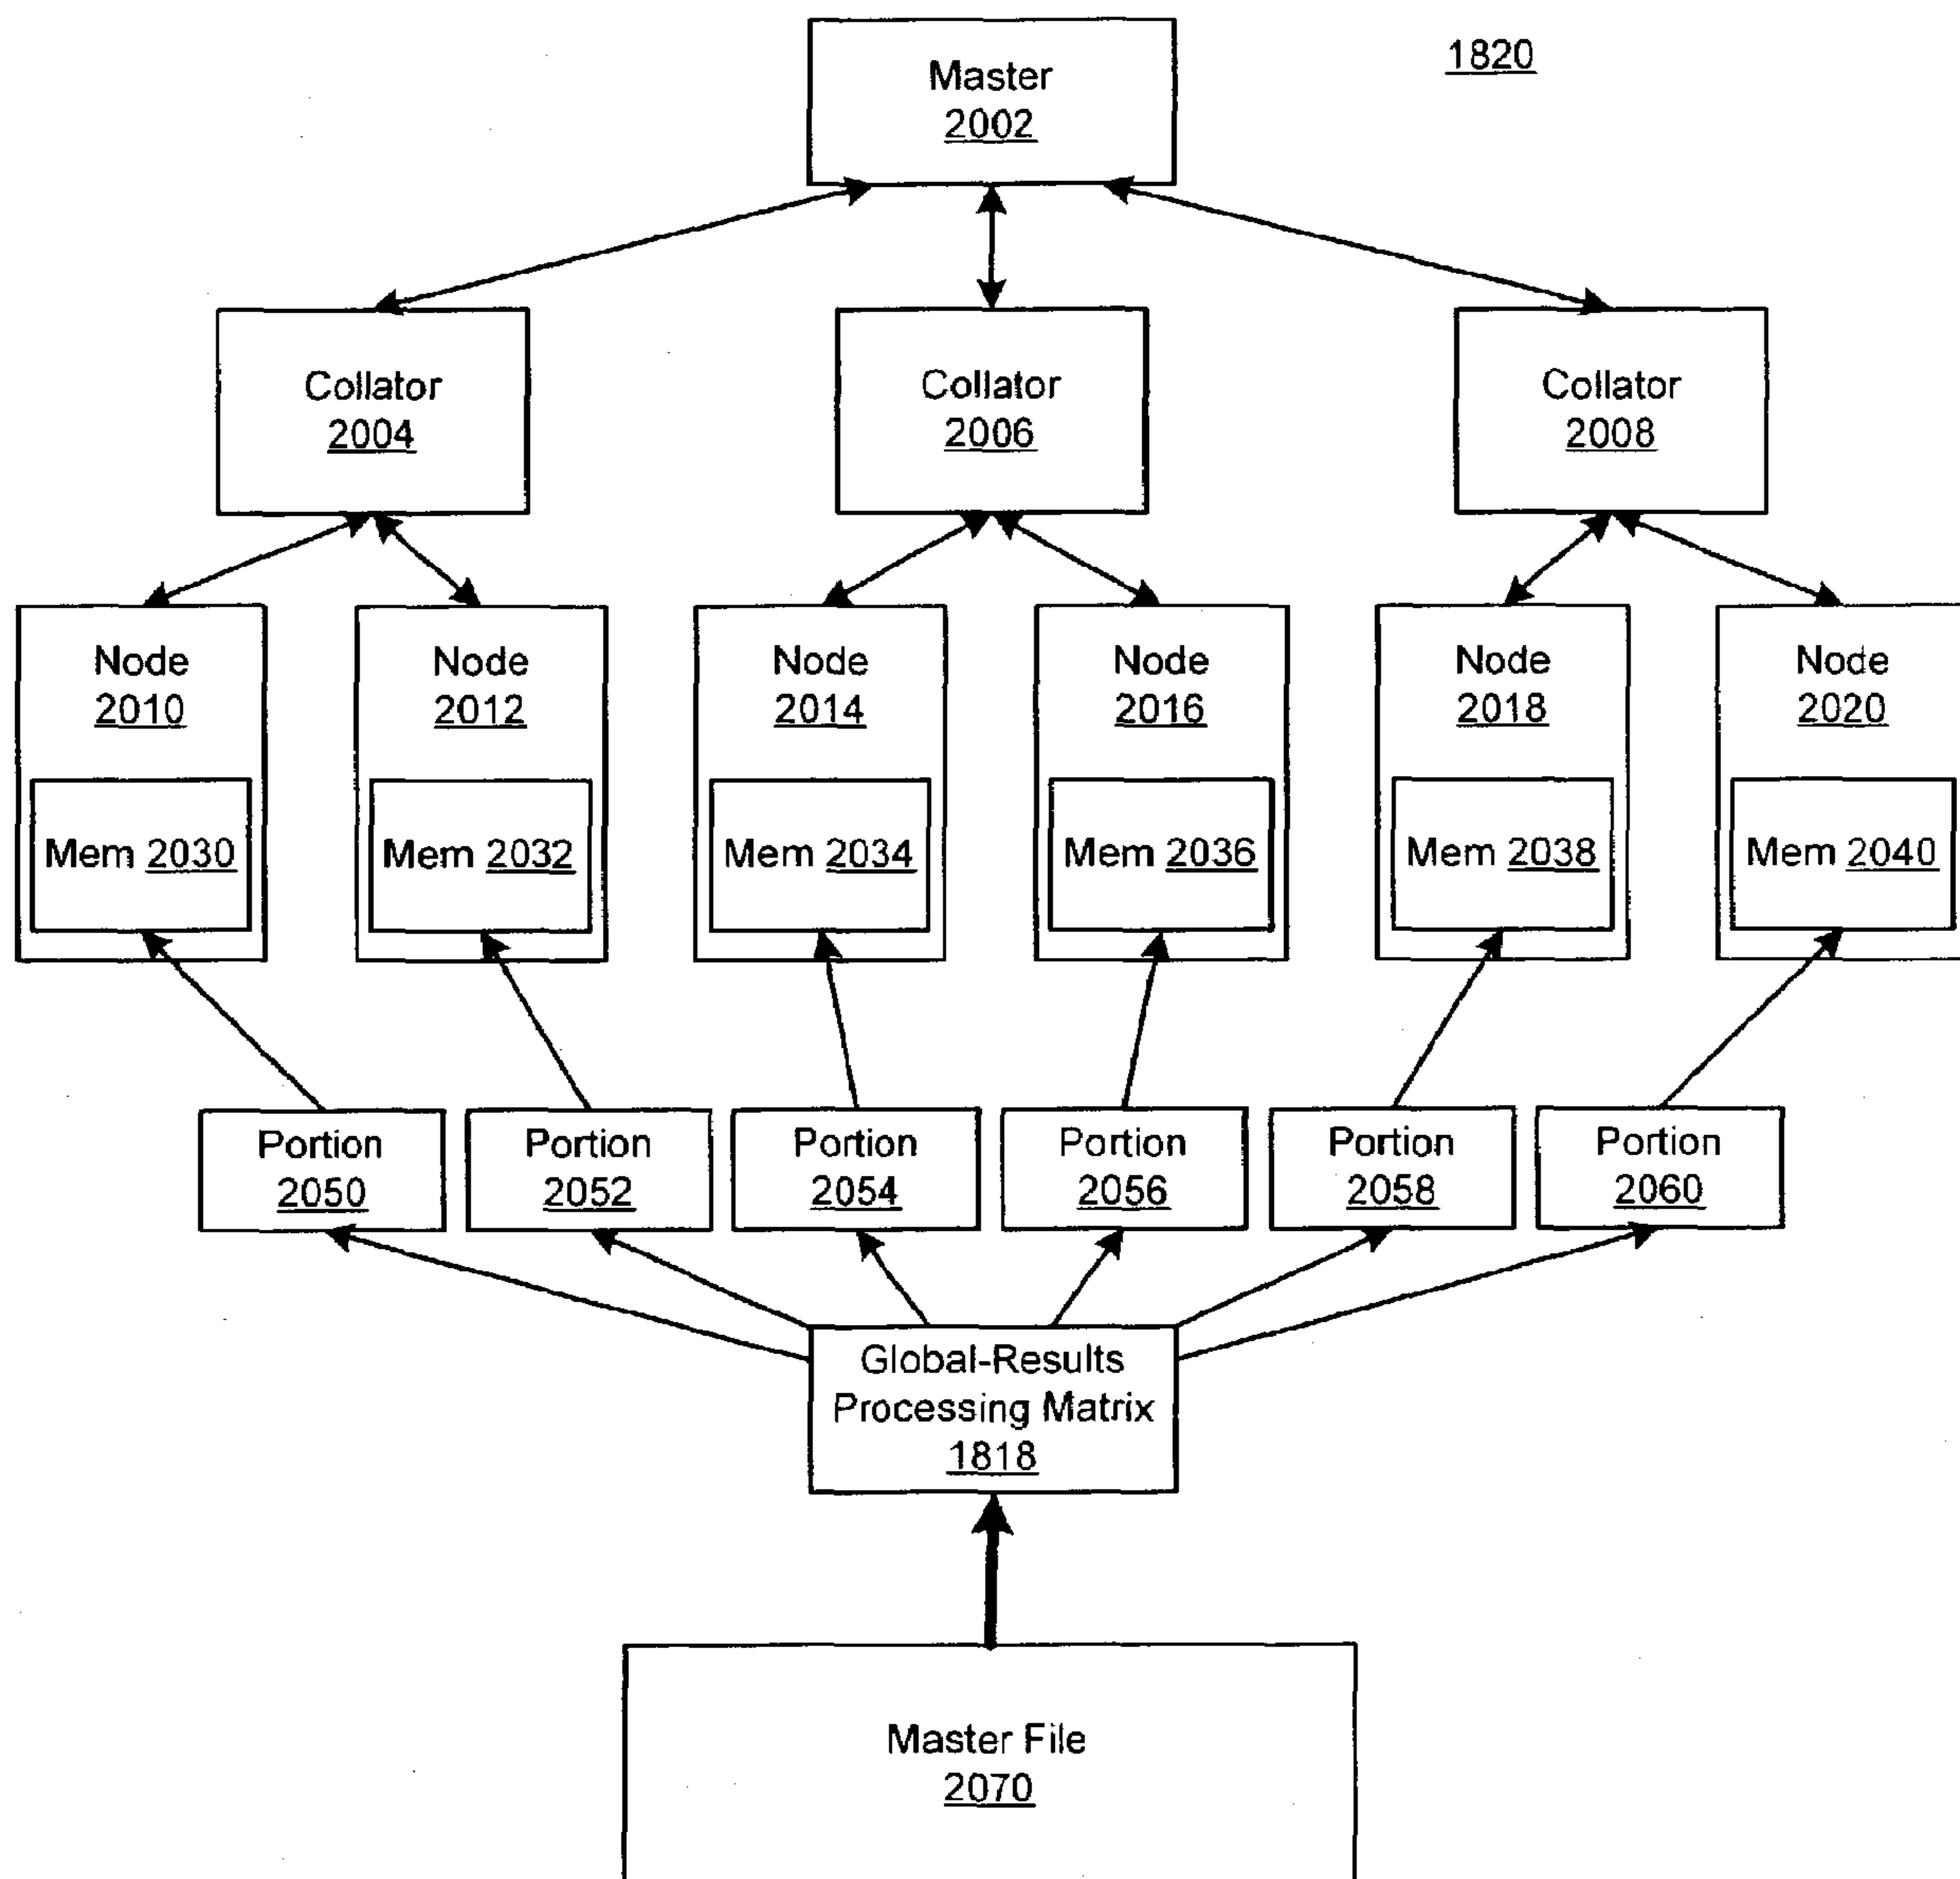 1820
Master
2002
Collator
2004
Collator
2006
Collator
2008
Node
2010
Node
2012
Node
2014
Node
2016
Node
2018
Node
2020
Mem 2030
Mem 2032
Mem 2034
Mem 2036
Mem 2038
Mem 2040
Portion
2050
Portion
2052
Portion
2054
Portion
2056
Portion
2058
Portion
2060
Global-Results
Processing Matrix
1818
Master File
2070